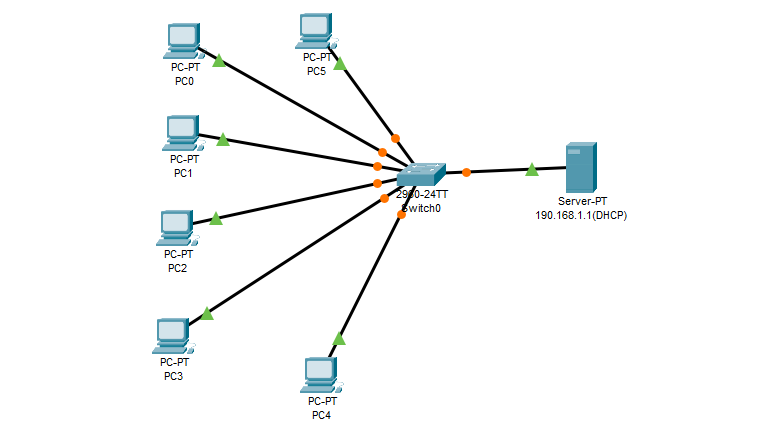 PC-PT
PC0
PC-PT
PC5
PC-PT
PC1
PC-PT
PC2
PC-PT
PC3
PC-PT
PC4
2960-24TT
Switch0
Server-PT
190.168.1.1(DHCP)